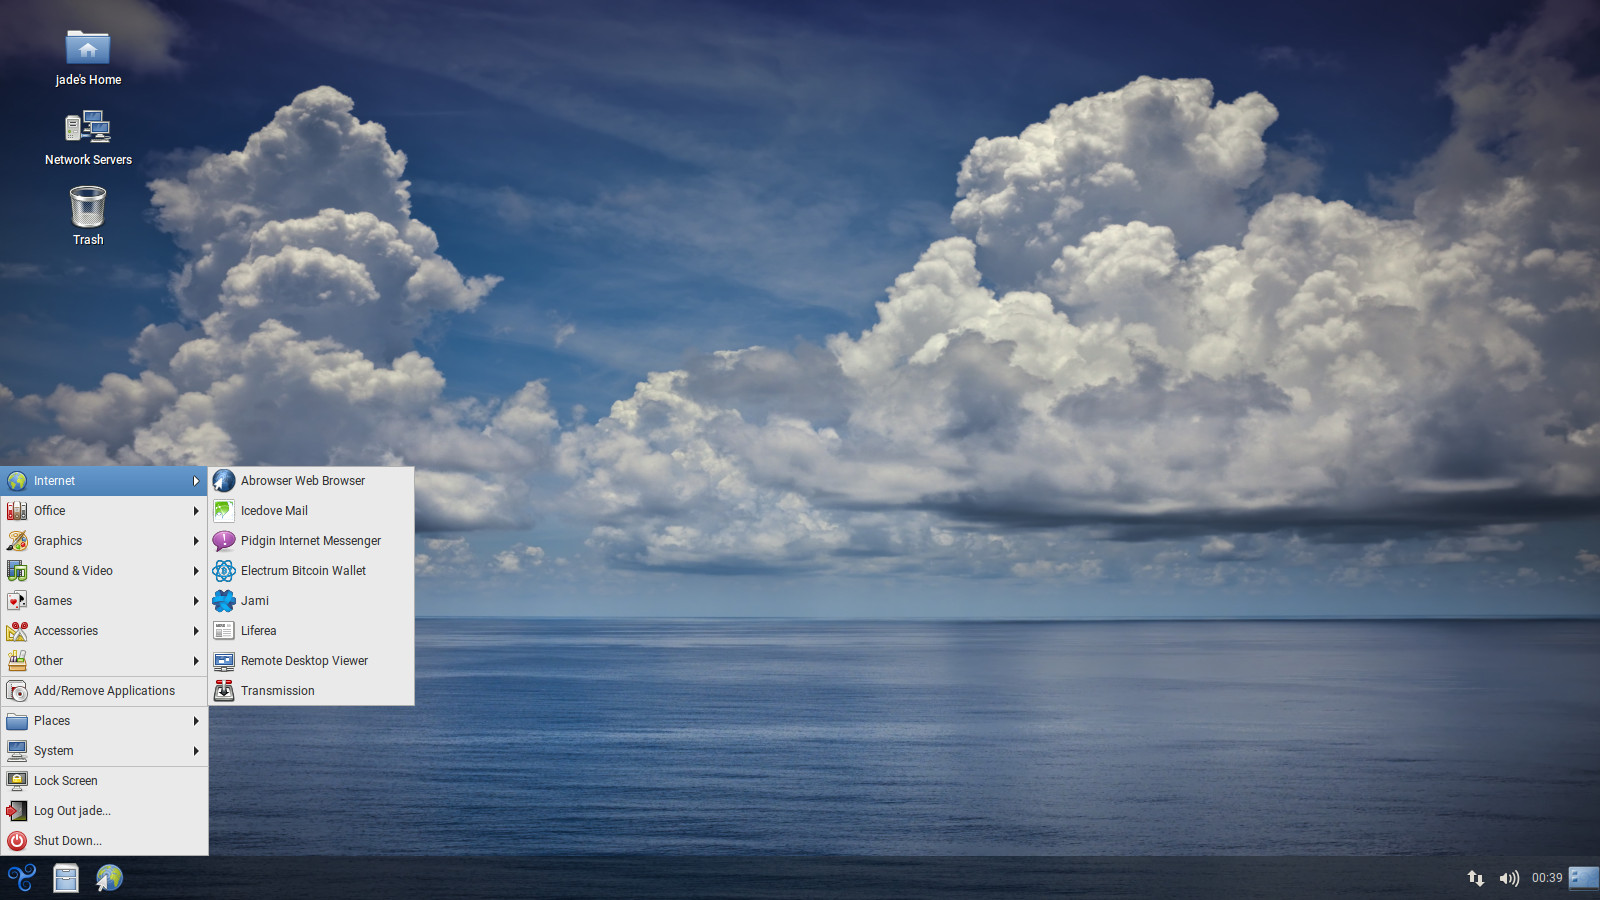 jade's Home
Network Servers
Trash
Internet
Office
Graphics
Sound & Video
Games
Accessories
Other
Add/Remove Applications
Places
System
Lock Screen
Log Out jade...
Shut Down...
Abrowser Web Browser
Icedove Mail
Pidgin Internet Messenger
Electrum Bitcoin Wallet
Jami
Liferea
Remote Desktop Viewer
Transmission
00:39